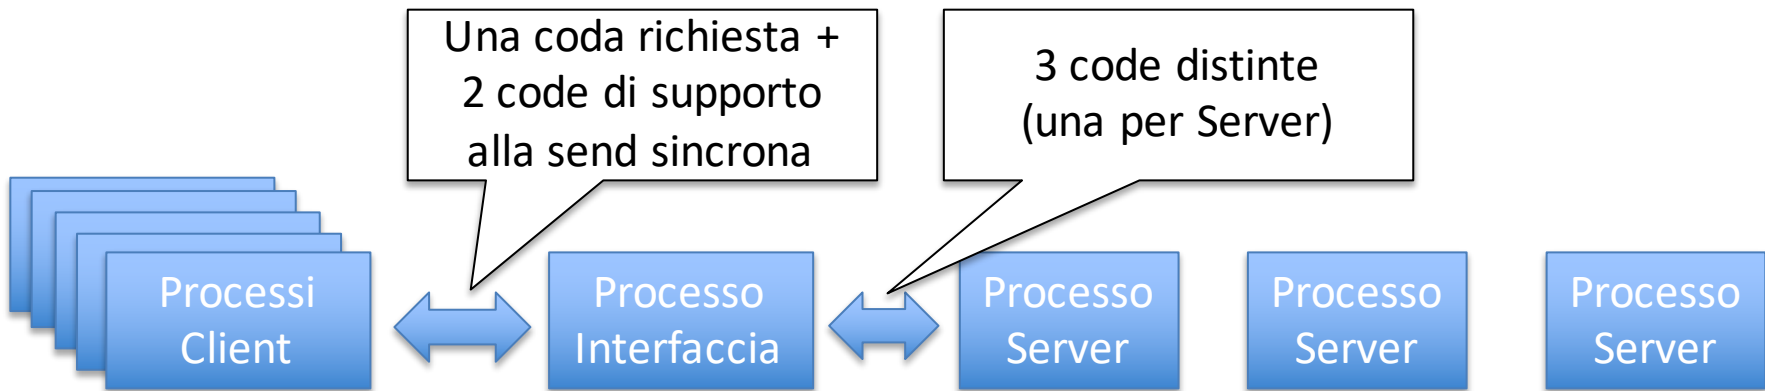 Una coda richiesta +
2 code di supporto
alla send sincrona
3 code distinte
(una per Server)
Processi
Client
Processo
Interfaccia
Processo
Server
Processo
Server
Processo
Server